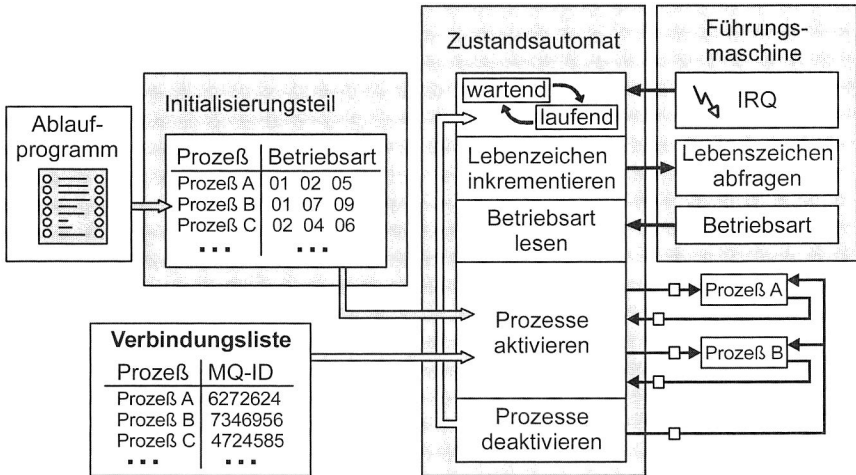 Ablauf-
programm
Initialisierungsteil
Prozeß Betriebsart
Prozeß A 01 02 05
Prozeß B 01 07 09
Prozeß C 02 04 06
... ...
Verbindungsliste
Prozeß MQ-ID
Prozeß A 6272624
Prozeß B 7346956
Prozeß C 4724585
... ...
Zustandsautomat
wartend
laufend
Lebenzeichen
inkrementieren
Betriebsart
lesen
Prozesse
aktivieren
Prozesse
deaktivieren
Führungs-
maschine
IRQ
Lebenszeichen
abfragen
Betriebsart
Prozeß A
Prozeß B